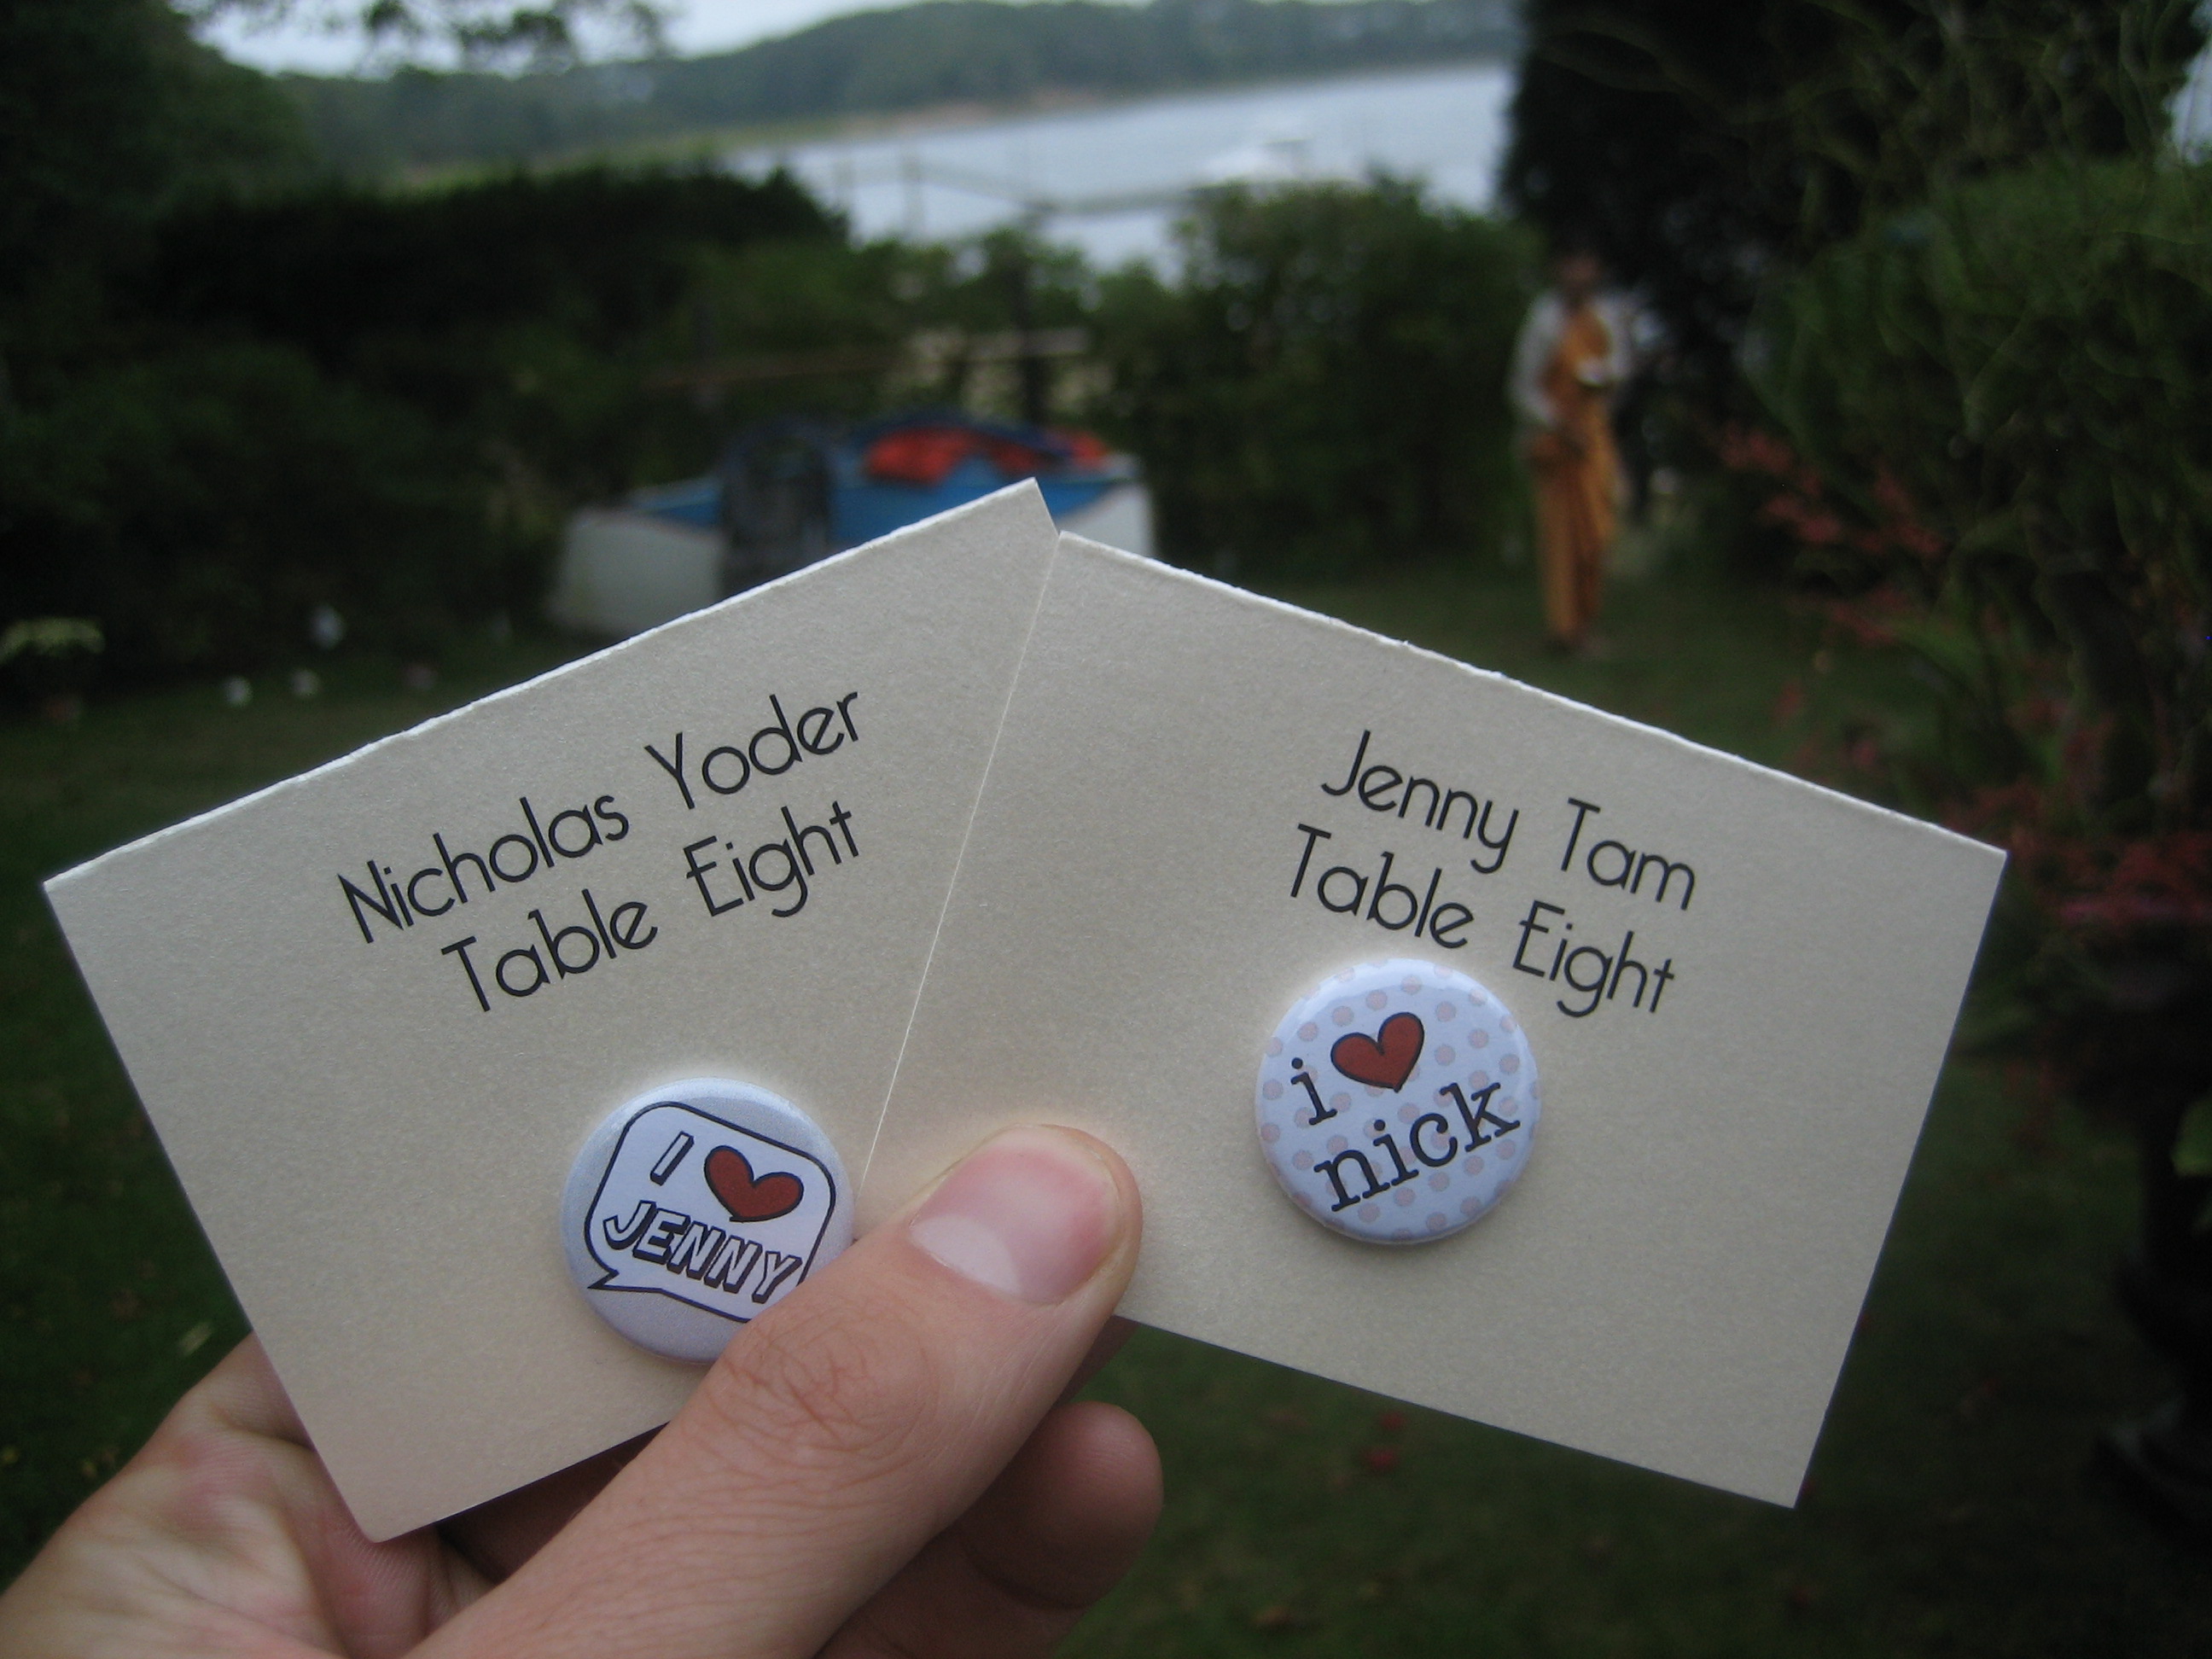 Nicholas Yoder
Table Eight
I ♥
JENNY
Jenny Tam
Table Eight
i ♥
nick